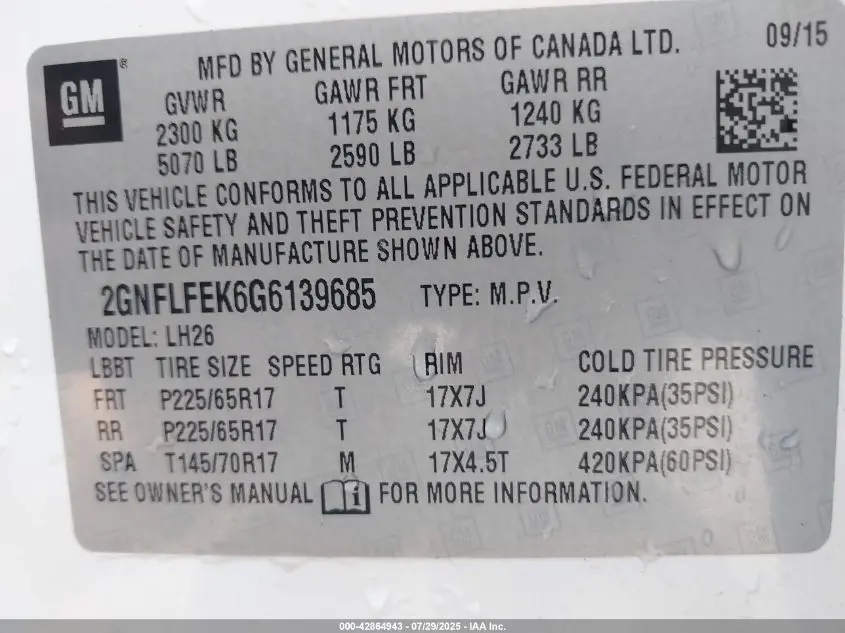 GM ®
MFD BY GENERAL MOTORS OF CANADA LTD. 09/15
GVWR GAWR FRT GAWR RR
2300 KG 1175 KG 1240 KG
5070 LB 2590 LB 2733 LB
THIS VEHICLE CONFORMS TO ALL APPLICABLE U.S. FEDERAL MOTOR
VEHICLE SAFETY AND THEFT PREVENTION STANDARDS IN EFFECT ON
THE DATE OF MANUFACTURE SHOWN ABOVE.
2GNFLFEK6G6139685 TYPE: M.P.V.
MODEL: LH26
LBBT TIRE SIZE SPEED RTG RIM COLD TIRE PRESSURE
FRT P225/65R17 T 17X7J 240KPA(35PSI)
RR P225/65R17 T 17X7J 240KPA(35PSI)
SPA T145/70R17 M 17X4.5T 420KPA(60PSI)
SEE OWNER'S MANUAL i FOR MORE INFORMATION.
000-42864943 - 07/29/2025 - IAA Inc.